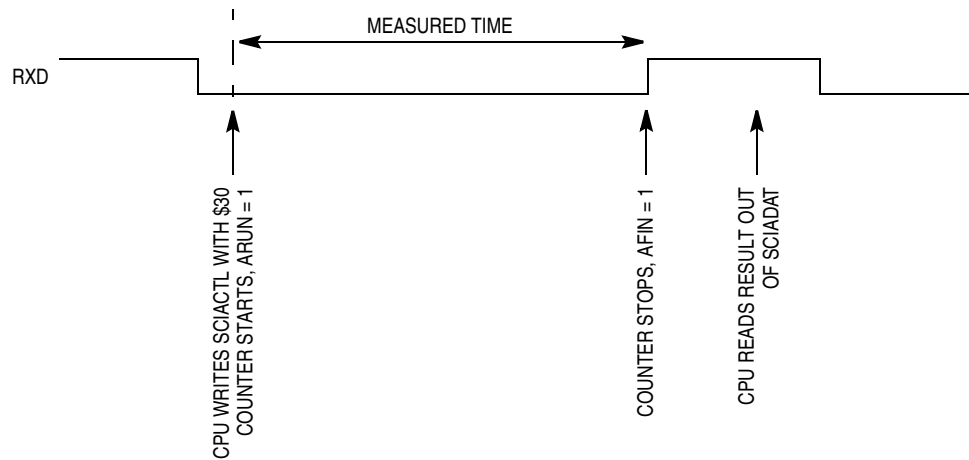 MEASURED TIME
RXD
CPU WRITES SCIACTL WITH $30
COUNTER STARTS, ARUN = 1
COUNTER STOPS, AFIN = 1
CPU READS RESULT OUT
OF SCIADAT